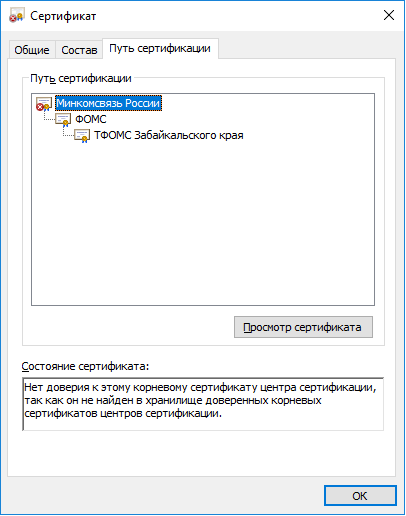 Сертификат
Общие Состав Путь сертификации
Путь сертификации
Минкомсвязь России
ФОМС
ТФОМС Забайкальского края
Просмотр сертификата
Состояние сертификата:
Нет доверия к этому корневому сертификату центра сертификации,
так как он не найден в хранилище доверенных корневых
сертификатов центров сертификации.
ОК